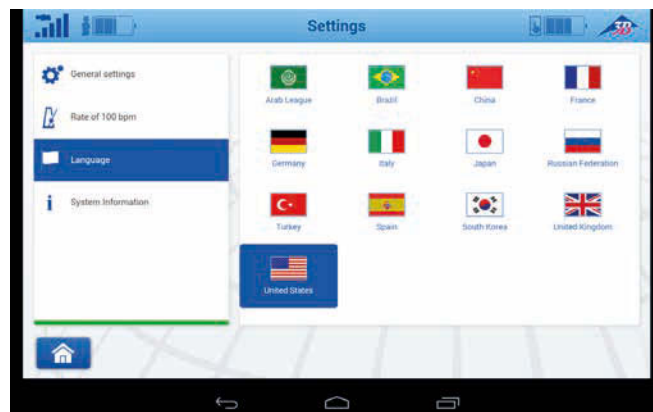 Settings
3B
General settings
Rate of 100 bpm
Language
i System Information
Arab League Brazil China France
Germany Italy Japan Russian Federation
Turkey Spain South Korea United Kingdom
United States